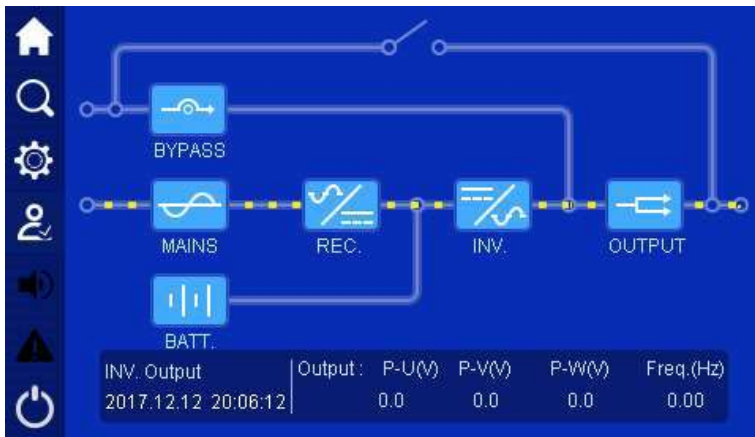 BYPASS
MAINS
REC.
INV.
OUTPUT
BATT.
INV. Output
2017.12.12 20:06:12
Output : P-U(V) P-V(V) P-W(V) Freq.(Hz)
0.0 0.0 0.0 0.00